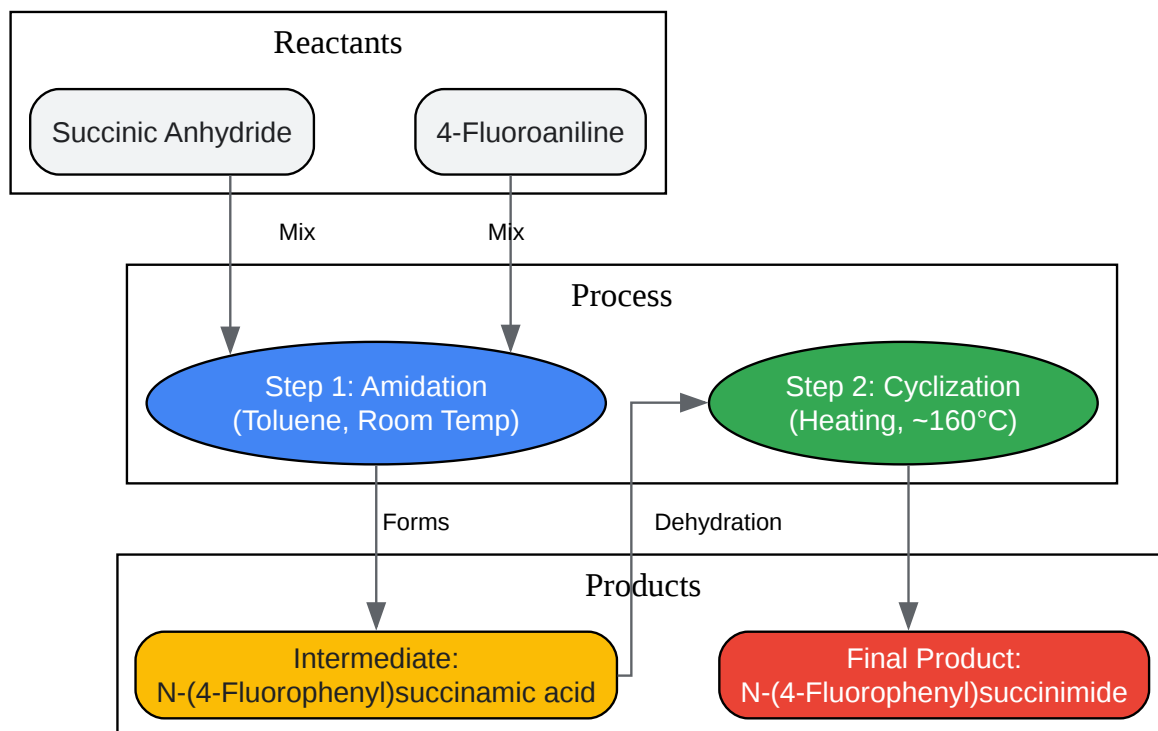 Reactants
Succinic Anhydride
4-Fluoroaniline
Mix
Mix
Process
Step 1: Amidation
(Toluene, Room Temp)
Step 2: Cyclization
(Heating, ~160°C)
Forms
Dehydration
Products
Intermediate:
N-(4-Fluorophenyl)succinamic acid
Final Product:
N-(4-Fluorophenyl)succinimide